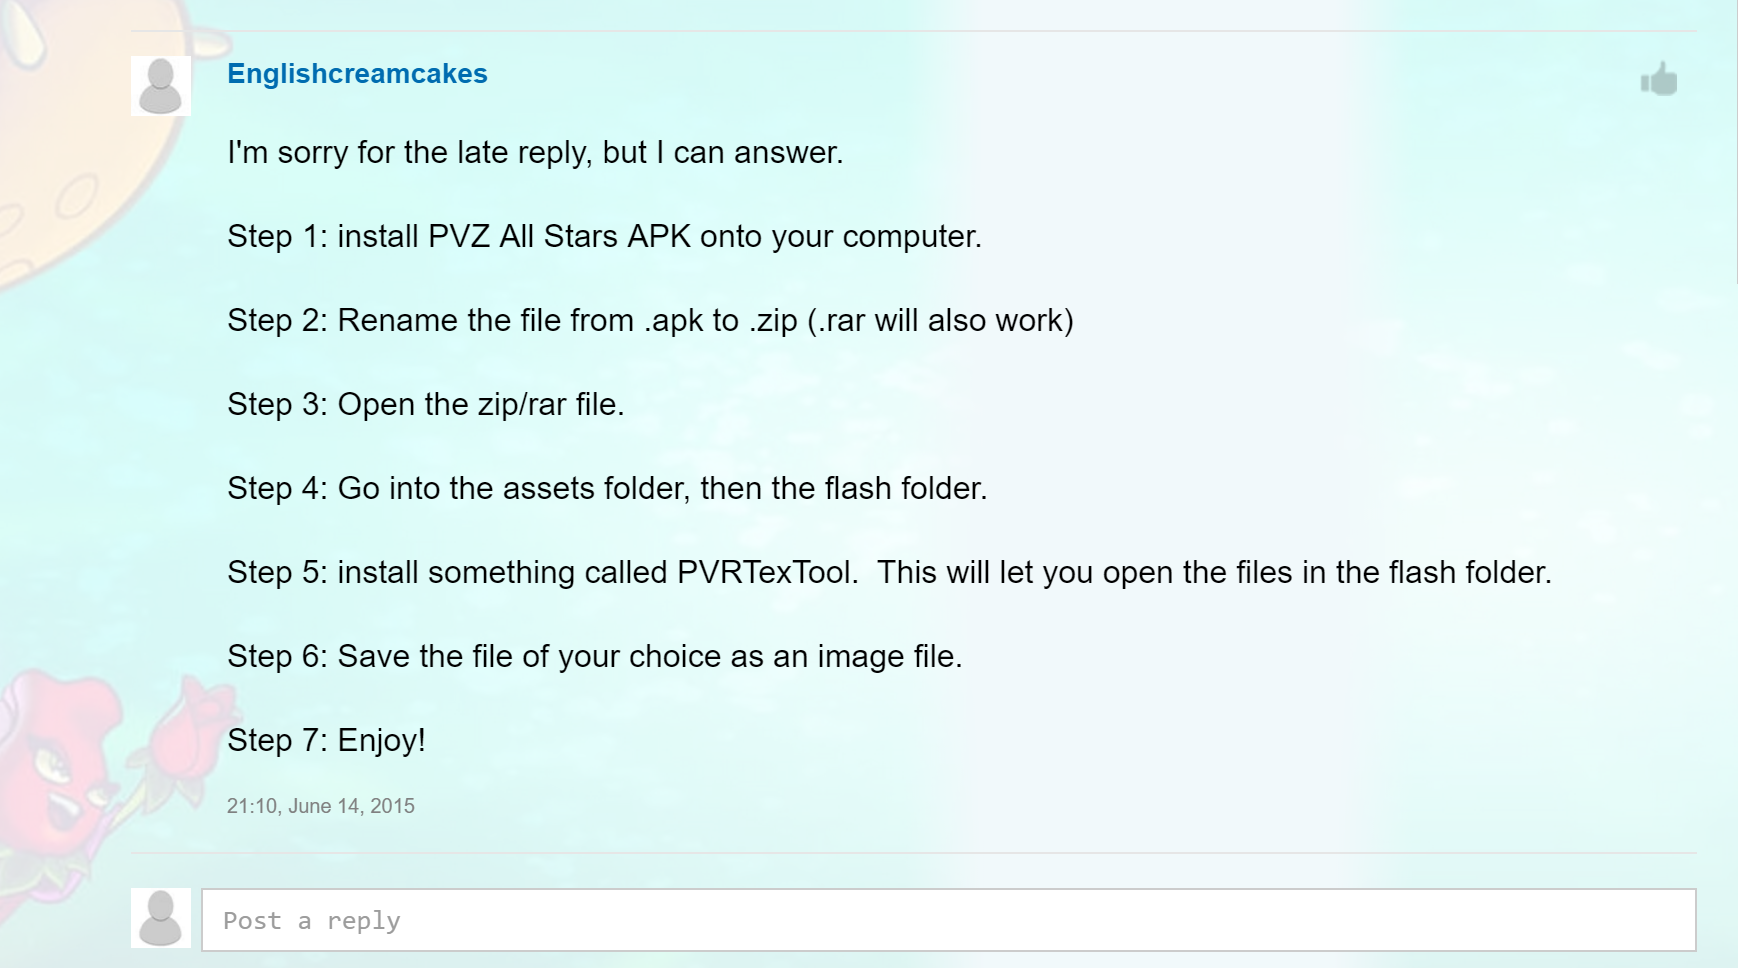 Englishcreamcakes
I'm sorry for the late reply, but I can answer.
Step 1: install PVZ All Stars APK onto your computer.
Step 2: Rename the file from .apk to .zip (.rar will also work)
Step 3: Open the zip/rar file.
Step 4: Go into the assets folder, then the flash folder.
Step 5: install something called PVRTexTool.  This will let you open the files in the flash folder.
Step 6: Save the file of your choice as an image file.
Step 7: Enjoy!
21:10, June 14, 2015
Post a reply